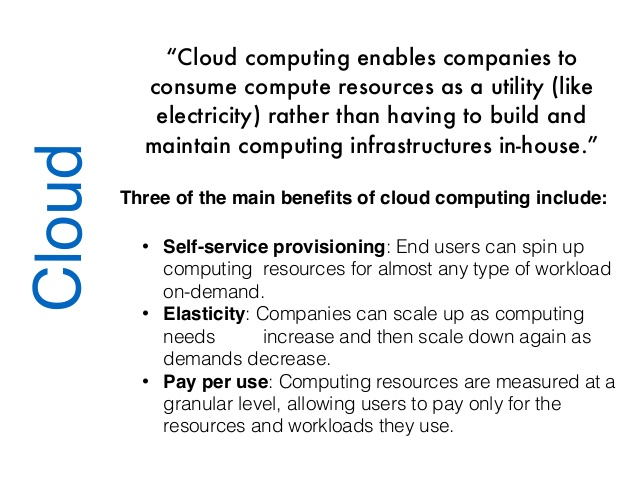 Cloud
“Cloud computing enables companies to
consume compute resources as a utility (like
electricity) rather than having to build and
maintain computing infrastructures in-house.”
Three of the main benefits of cloud computing include:
• Self-service provisioning: End users can spin up
computing resources for almost any type of workload
on-demand.
• Elasticity: Companies can scale up as computing
needs increase and then scale down again as
demands decrease.
• Pay per use: Computing resources are measured at a
granular level, allowing users to pay only for the
resources and workloads they use.